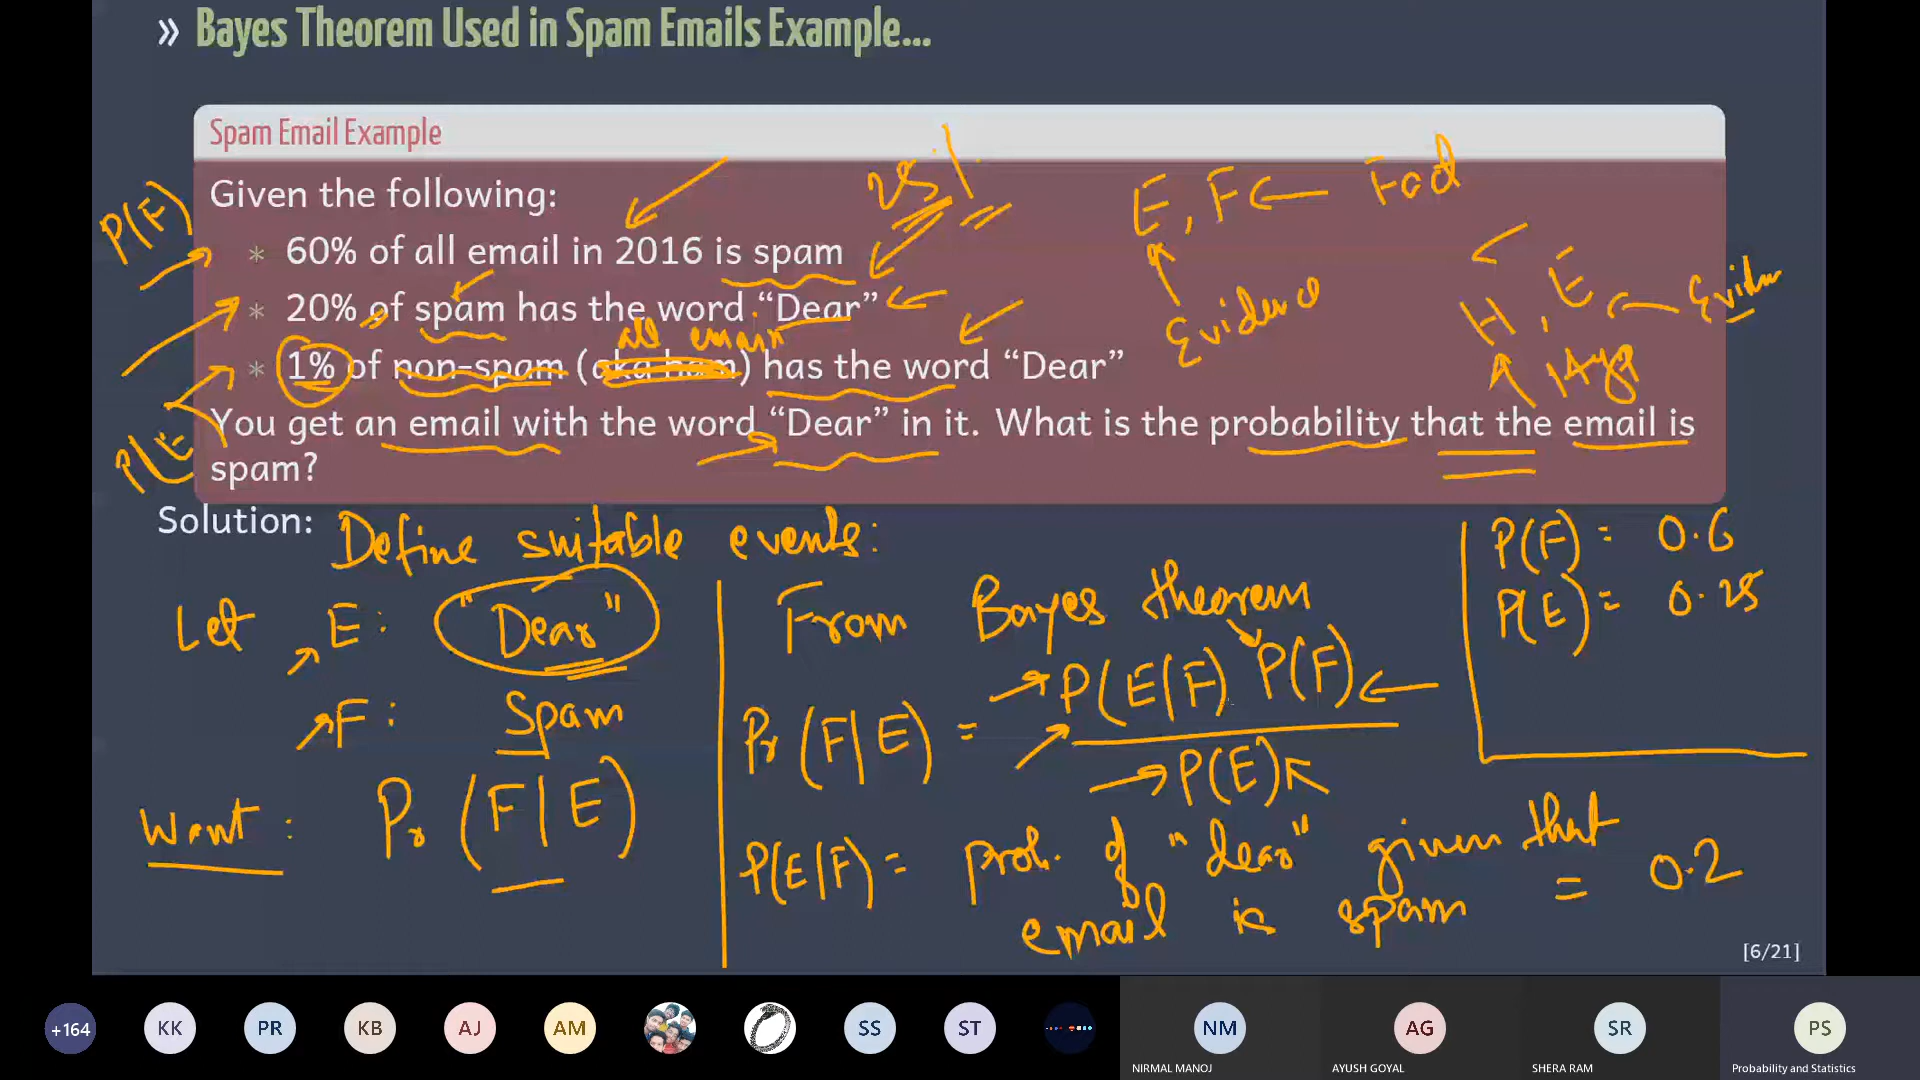 » Bayes Theorem Used in Spam Emails Example...
Spam Email Example
Given the following:
P(F)
25%
E, F ← Fod
* 60% of all email in 2016 is spam
Evidence
H, E ←
Hyp
* 20% of spam has the word “Dear”
all
* 1% of non-spam (aka ham) has the word “Dear”
P(E
You get an email with the word “Dear” in it. What is the probability that the email is
spam?
Solution: Define suitable events:
Let E: "Dear"
F: Spam
Want: Pr (F|E)
From Bayes theorem
Pr (F|E) = P(E|F) P(F)
P(E)
P(E|F) = prob. of "dear" given that
email is spam = 0.2
P(F) = 0.6
P(E) = 0.25
[6/21]
+164 KK PR KB AJ AM SS ST NM AG SR PS
NIRMAL MANOJ AYUSH GOYAL SHERA RAM Probability and Statistics